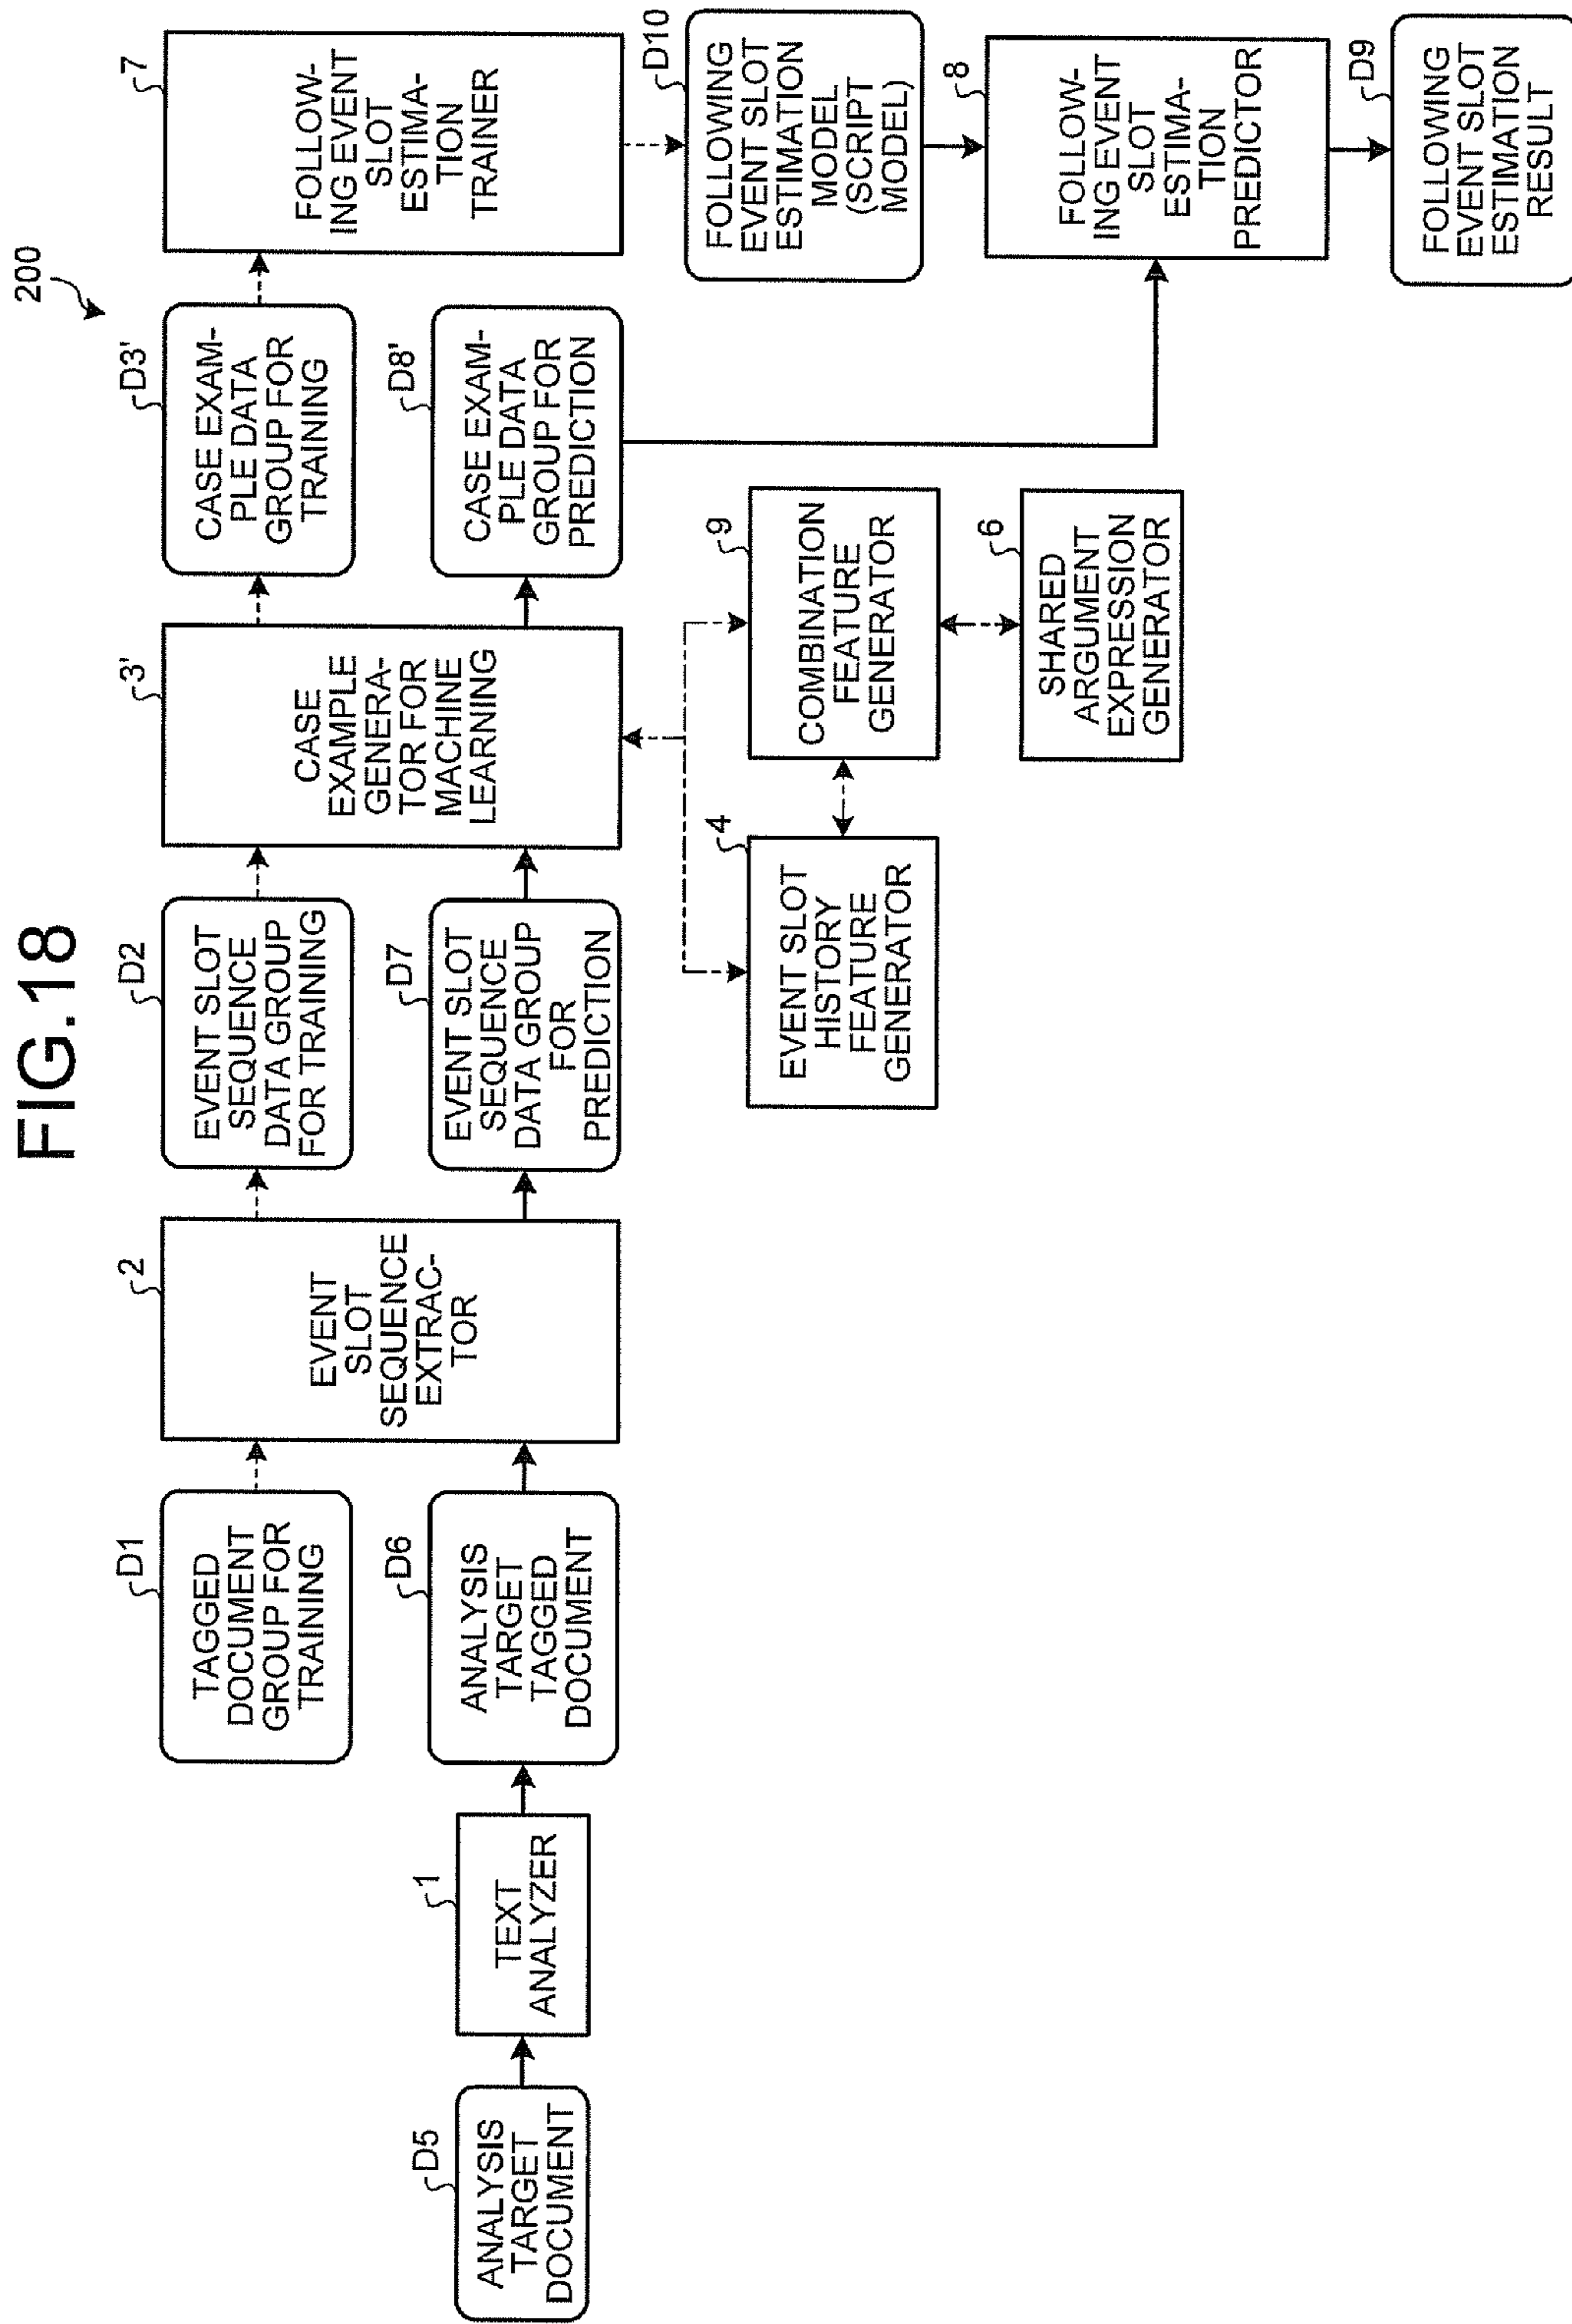 FIG.18
200
D5
ANALYSIS
TARGET
DOCUMENT
1
TEXT
ANALYZER
D1
TAGGED
DOCUMENT
GROUP FOR
TRAINING
D6
ANALYSIS
TARGET
TAGGED
DOCUMENT
2
EVENT
SLOT
SEQUENCE
EXTRAC-
TOR
D2
EVENT SLOT
SEQUENCE
DATA GROUP
FOR TRAINING
D7
EVENT SLOT
SEQUENCE
DATA GROUP
FOR
PREDICTION
3'
CASE
EXAMPLE
GENERA-
TOR FOR
MACHINE
LEARNING
4
EVENT SLOT
HISTORY
FEATURE
GENERATOR
9
COMBINATION
FEATURE
GENERATOR
6
SHARED
ARGUMENT
EXPRESSION
GENERATOR
D3'
CASE EXAM-
PLE DATA
GROUP FOR
TRAINING
D8'
CASE EXAM-
PLE DATA
GROUP FOR
PREDICTION
7
FOLLOW-
ING EVENT
SLOT
ESTIMA-
TION
TRAINER
D10
FOLLOWING
EVENT SLOT
ESTIMATION
MODEL
(SCRIPT
MODEL)
8
FOLLOW-
ING EVENT
SLOT
ESTIMA-
TION
PREDICTOR
D9
FOLLOWING
EVENT SLOT
ESTIMATION
RESULT